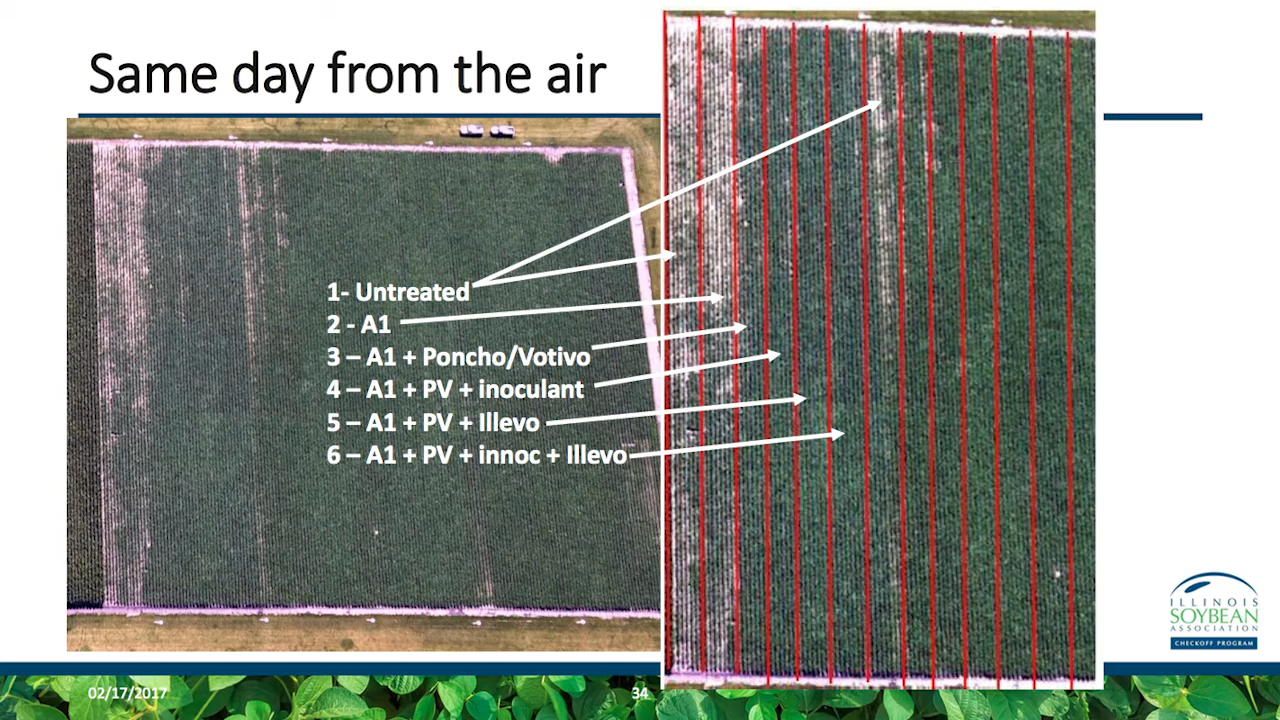 Same day from the air
1- Untreated
2 - A1
3 – A1 + Poncho/Votivo
4 – A1 + PV + inoculant
5 – A1 + PV + Illevo
6 – A1 + PV + innoc + Illevo
ILLINOIS
SOYBEAN
ASSOCIATION
CHECKOFF PROGRAM
02/17/2017
34